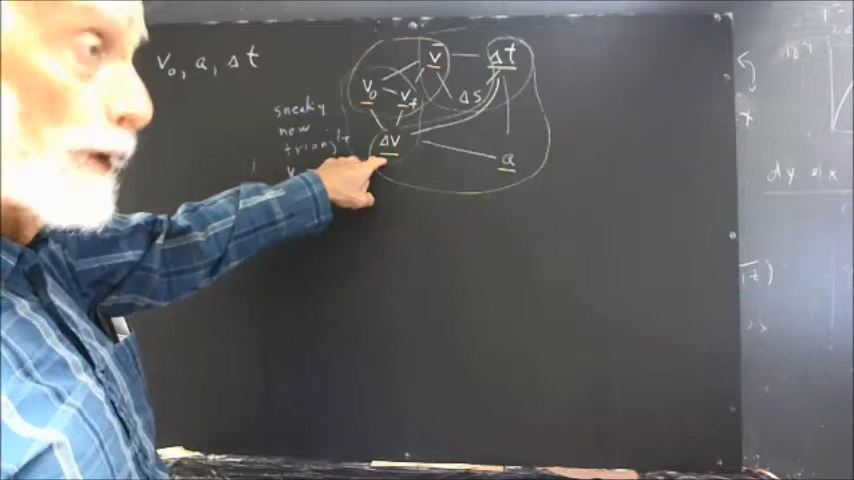 v₀, a, Δt
v̄ Δt
v₀ v_f Δs
sneaky
new
triangle
Δv
a
dy dx